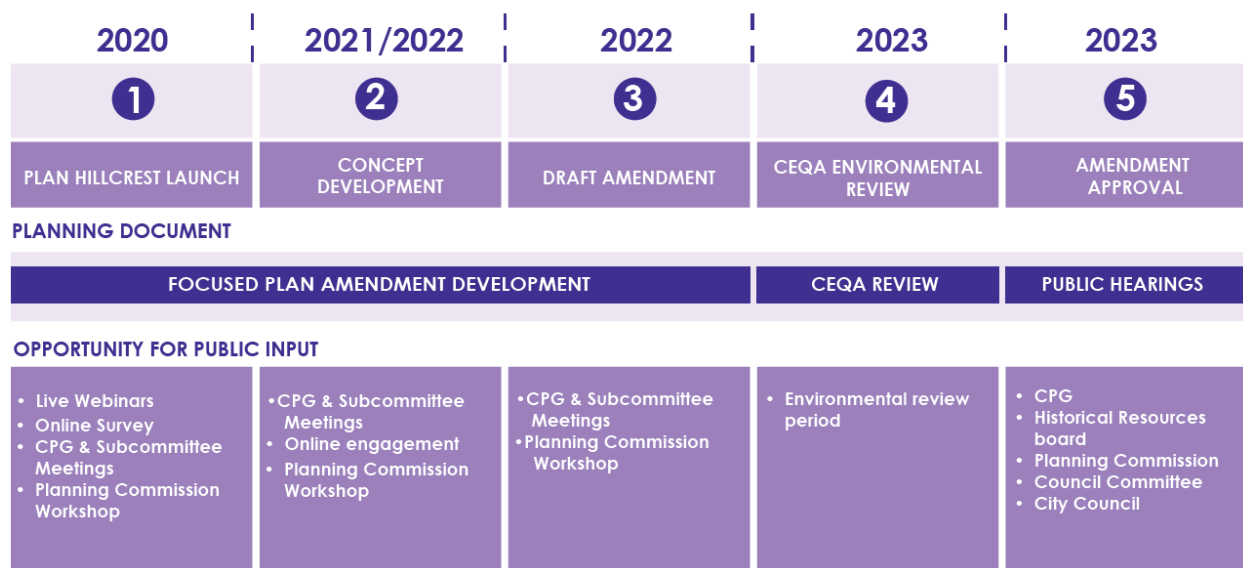 2020
2021/2022
2022
2023
2023
1
2
3
4
5
PLAN HILLCREST LAUNCH
CONCEPT
DEVELOPMENT
DRAFT AMENDMENT
CEQA ENVIRONMENTAL
REVIEW
AMENDMENT
APPROVAL
PLANNING DOCUMENT
FOCUSED PLAN AMENDMENT DEVELOPMENT
CEQA REVIEW
PUBLIC HEARINGS
OPPORTUNITY FOR PUBLIC INPUT
• Live Webinars
• Online Survey
• CPG & Subcommittee
Meetings
• Planning Commission
Workshop
•CPG & Subcommittee
Meetings
• Online engagement
• Planning Commission
Workshop
•CPG & Subcommittee
Meetings
•Planning Commission
Workshop
• Environmental review
period
• CPG
• Historical Resources
board
• Planning Commission
• Council Committee
• City Council